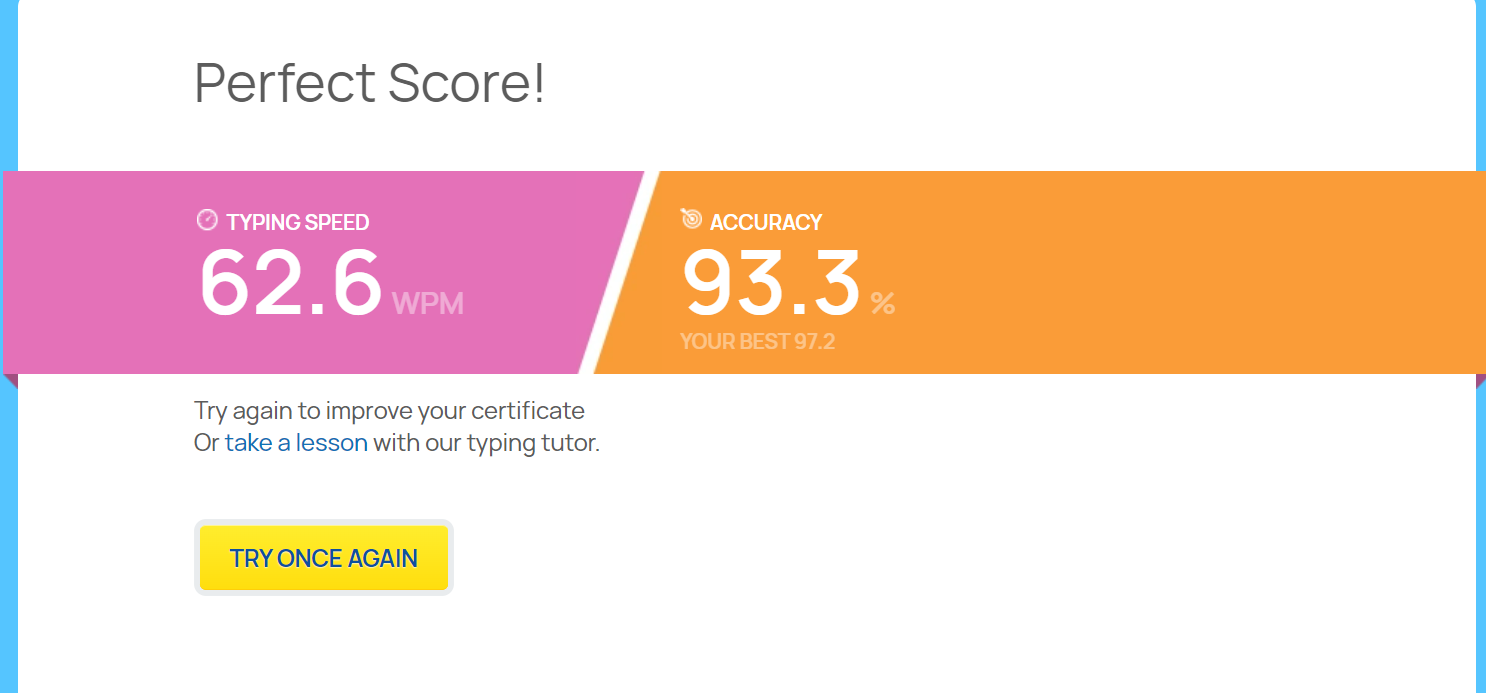 Perfect Score!
TYPING SPEED
62.6 WPM
ACCURACY
93.3 %
YOUR BEST 97.2
Try again to improve your certificate
Or take a lesson with our typing tutor.
TRY ONCE AGAIN